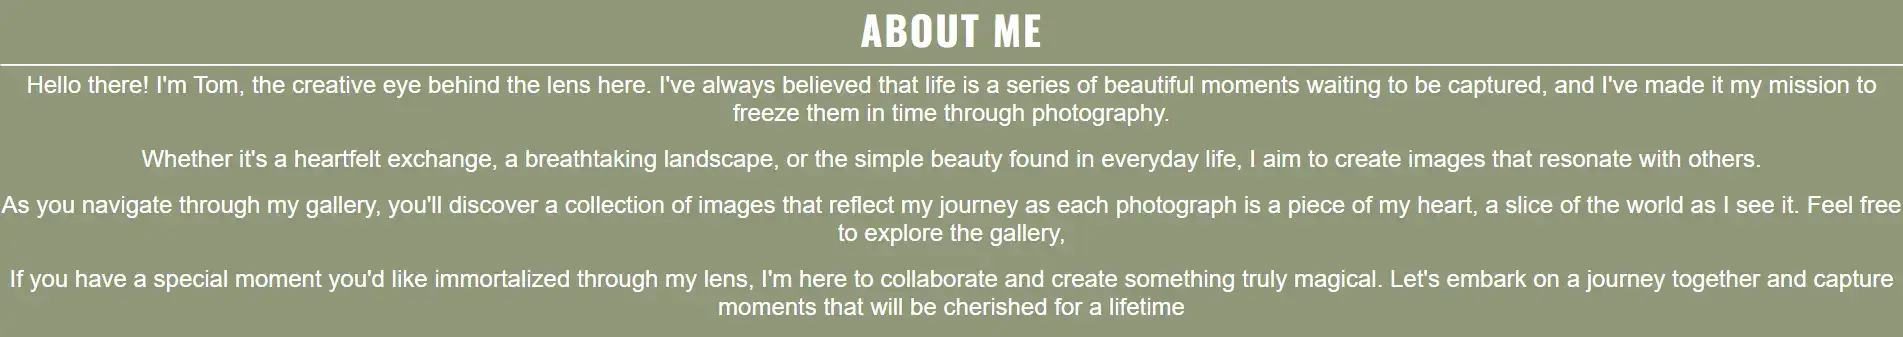 ABOUT ME
Hello there! I'm Tom, the creative eye behind the lens here. I've always believed that life is a series of beautiful moments waiting to be captured, and I've made it my mission to
freeze them in time through photography.
Whether it's a heartfelt exchange, a breathtaking landscape, or the simple beauty found in everyday life, I aim to create images that resonate with others.
As you navigate through my gallery, you'll discover a collection of images that reflect my journey as each photograph is a piece of my heart, a slice of the world as I see it. Feel free
to explore the gallery,
If you have a special moment you'd like immortalized through my lens, I'm here to collaborate and create something truly magical. Let's embark on a journey together and capture
moments that will be cherished for a lifetime